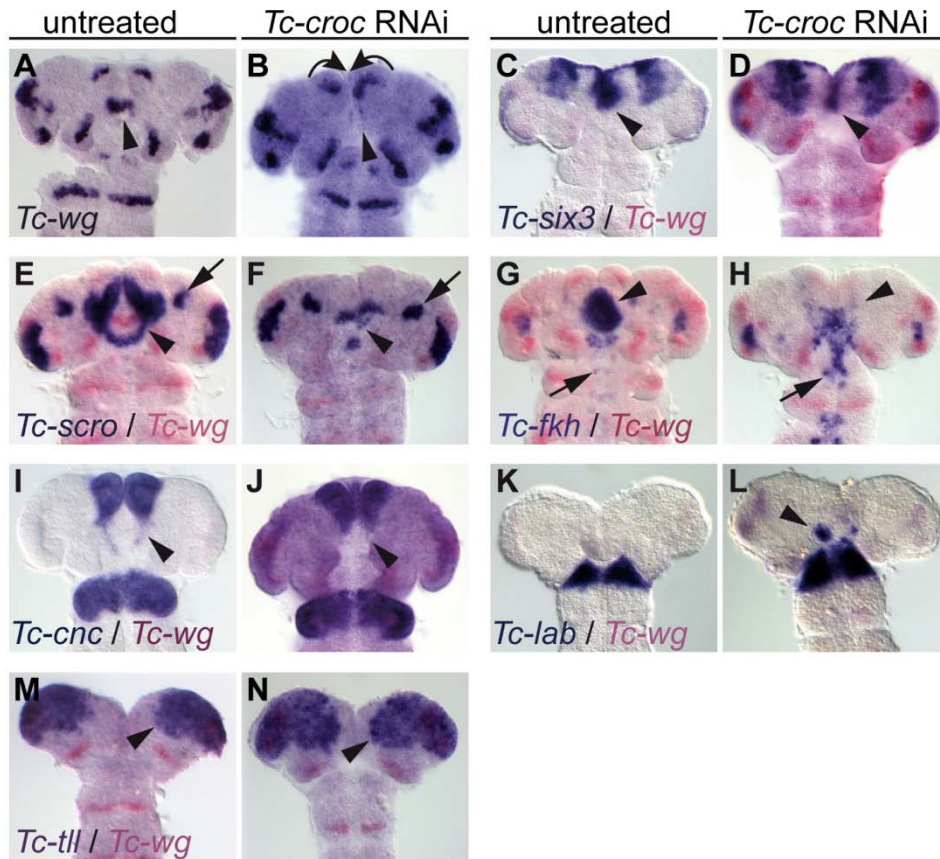 untreated Tc-croc RNAi untreated Tc-croc RNAi
A B C D
Tc-wg Tc-six3 / Tc-wg
E F G H
Tc-scro / Tc-wg Tc-fkh / Tc-wg
I J K L
Tc-cnc / Tc-wg Tc-lab / Tc-wg
M N
Tc-tll / Tc-wg